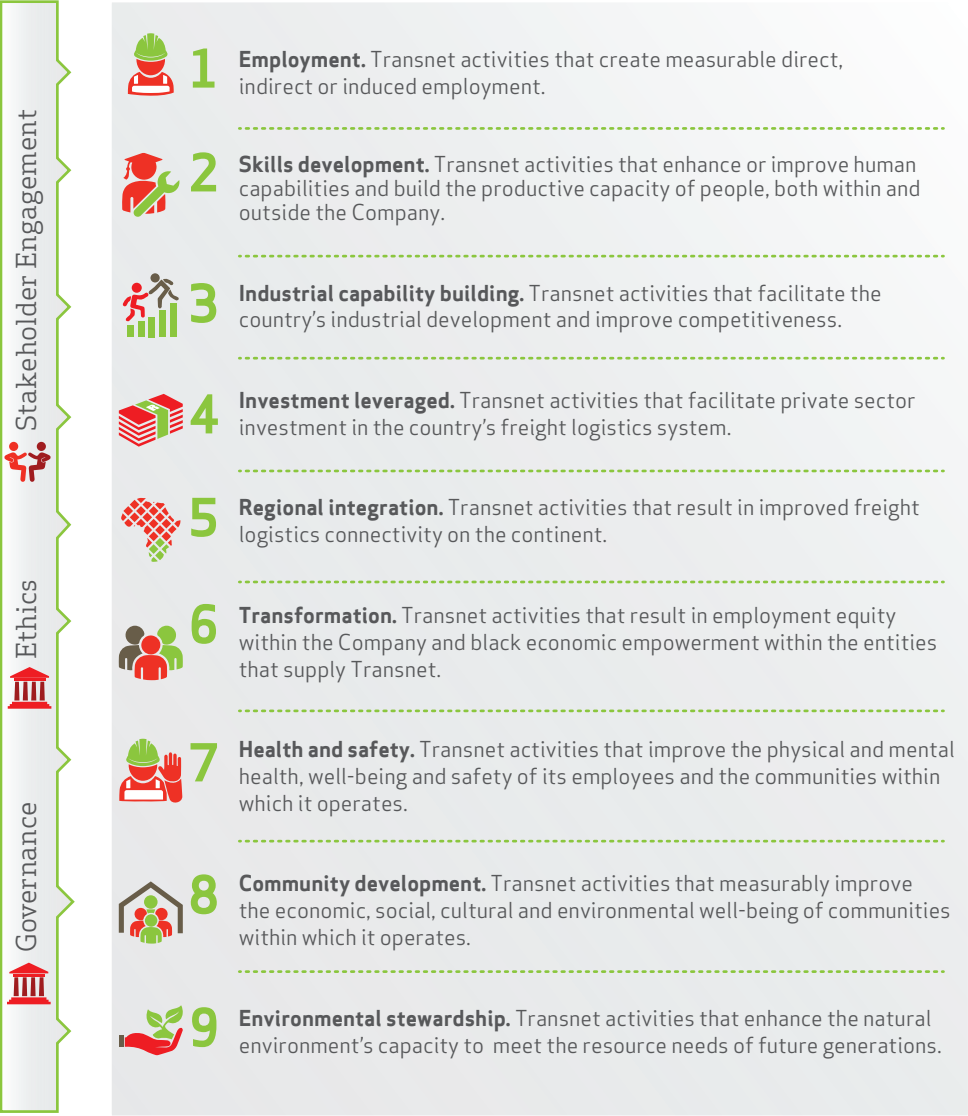 Stakeholder Engagement
Ethics
Governance
1
Employment. Transnet activities that create measurable direct,
indirect or induced employment.
2
Skills development. Transnet activities that enhance or improve human
capabilities and build the productive capacity of people, both within and
outside the Company.
3
Industrial capability building. Transnet activities that facilitate the
country’s industrial development and improve competitiveness.
4
Investment leveraged. Transnet activities that facilitate private sector
investment in the country’s freight logistics system.
5
Regional integration. Transnet activities that result in improved freight
logistics connectivity on the continent.
6
Transformation. Transnet activities that result in employment equity
within the Company and black economic empowerment within the entities
that supply Transnet.
7
Health and safety. Transnet activities that improve the physical and mental
health, well-being and safety of its employees and the communities within
which it operates.
8
Community development. Transnet activities that measurably improve
the economic, social, cultural and environmental well-being of communities
within which it operates.
9
Environmental stewardship. Transnet activities that enhance the natural
environment’s capacity to  meet the resource needs of future generations.